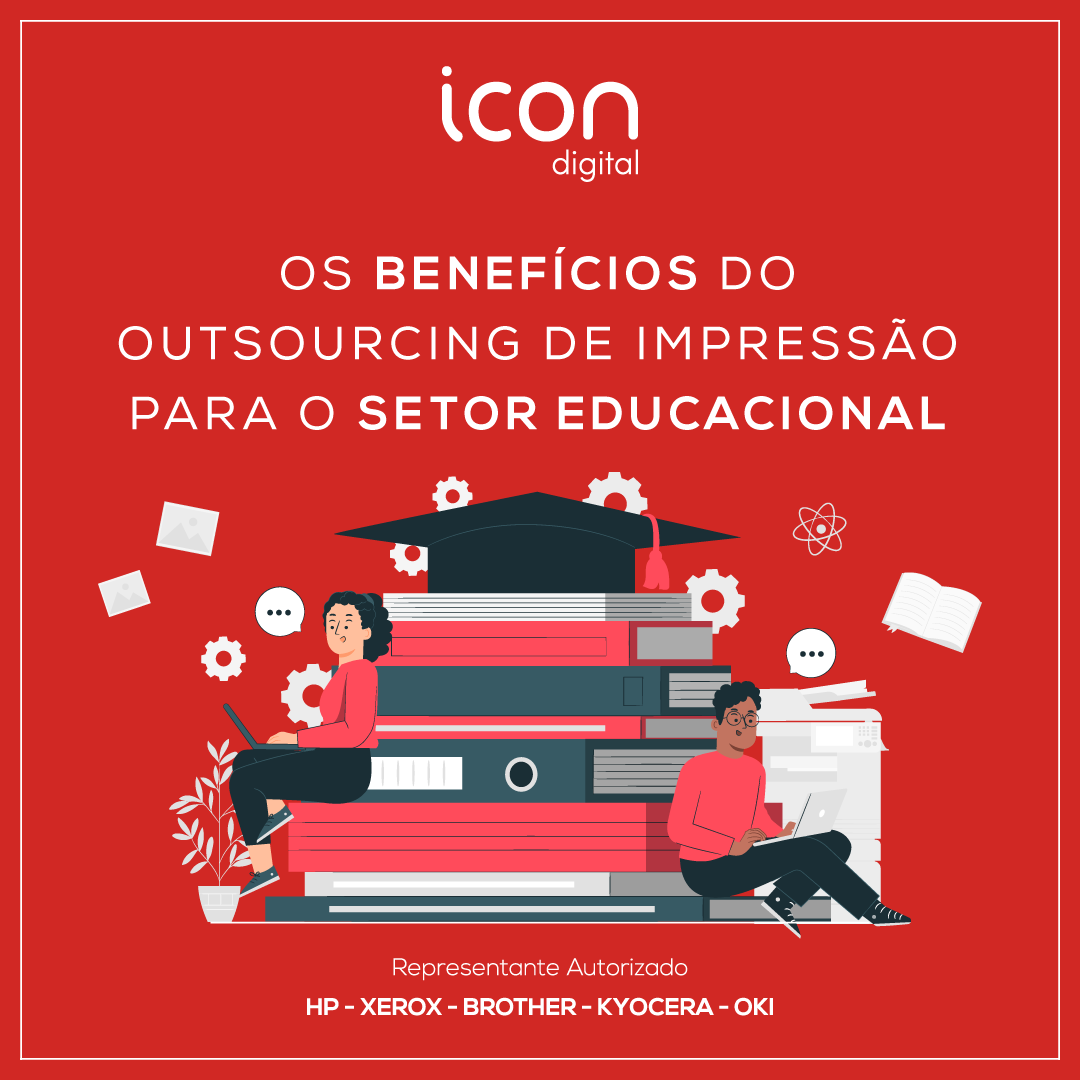 icon
digital
OS BENEFÍCIOS DO
OUTSOURCING DE IMPRESSÃO
PARA O SETOR EDUCACIONAL
Representante Autorizado
HP - XEROX - BROTHER - KYOCERA - OKI